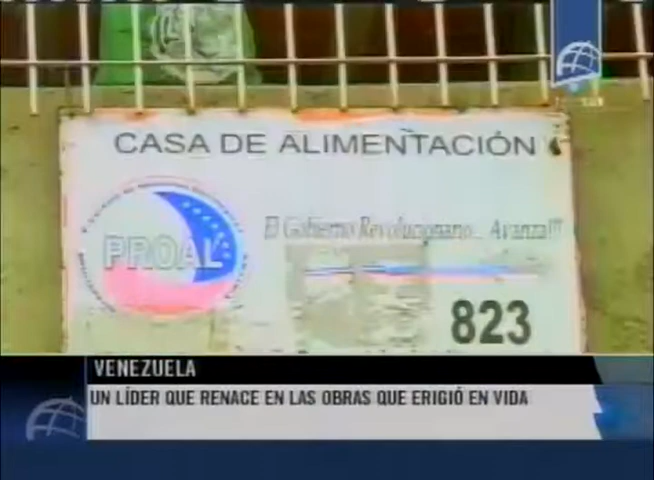 CASA DE ALIMENTACIÓN
PROAL
El Gobierno Revolucionario... Avanza!!!
823
VENEZUELA
UN LÍDER QUE RENACE EN LAS OBRAS QUE ERIGIÓ EN VIDA